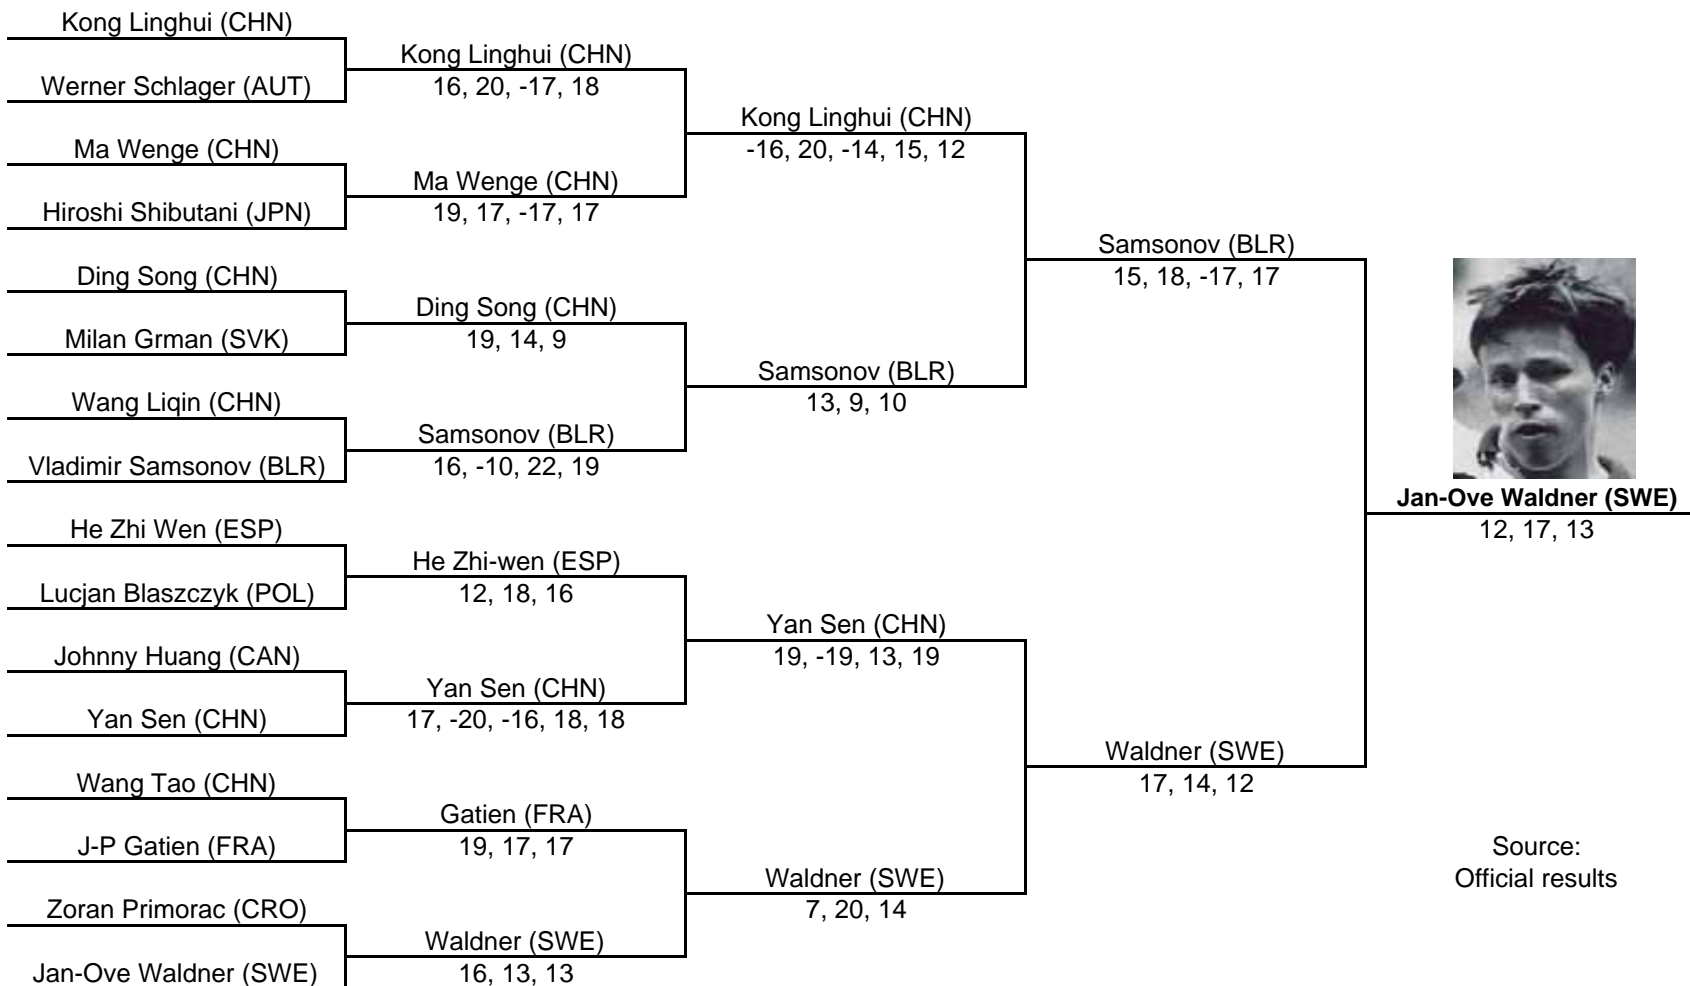 Kong Linghui (CHN)
Werner Schlager (AUT)
Ma Wenge (CHN)
Hiroshi Shibutani (JPN)
Ding Song (CHN)
Milan Grman (SVK)
Wang Liqin (CHN)
Vladimir Samsonov (BLR)
He Zhi Wen (ESP)
Lucjan Blaszczyk (POL)
Johnny Huang (CAN)
Yan Sen (CHN)
Wang Tao (CHN)
J-P Gatien (FRA)
Zoran Primorac (CRO)
Jan-Ove Waldner (SWE)
Kong Linghui (CHN)
16, 20, -17, 18
Ma Wenge (CHN)
19, 17, -17, 17
Ding Song (CHN)
19, 14, 9
Samsonov (BLR)
16, -10, 22, 19
He Zhi-wen (ESP)
12, 18, 16
Yan Sen (CHN)
17, -20, -16, 18, 18
Gatien (FRA)
19, 17, 17
Waldner (SWE)
16, 13, 13
Kong Linghui (CHN)
-16, 20, -14, 15, 12
Samsonov (BLR)
13, 9, 10
Yan Sen (CHN)
19, -19, 13, 19
Waldner (SWE)
7, 20, 14
Samsonov (BLR)
15, 18, -17, 17
Waldner (SWE)
17, 14, 12
Jan-Ove Waldner (SWE)
12, 17, 13
Source:
Official results